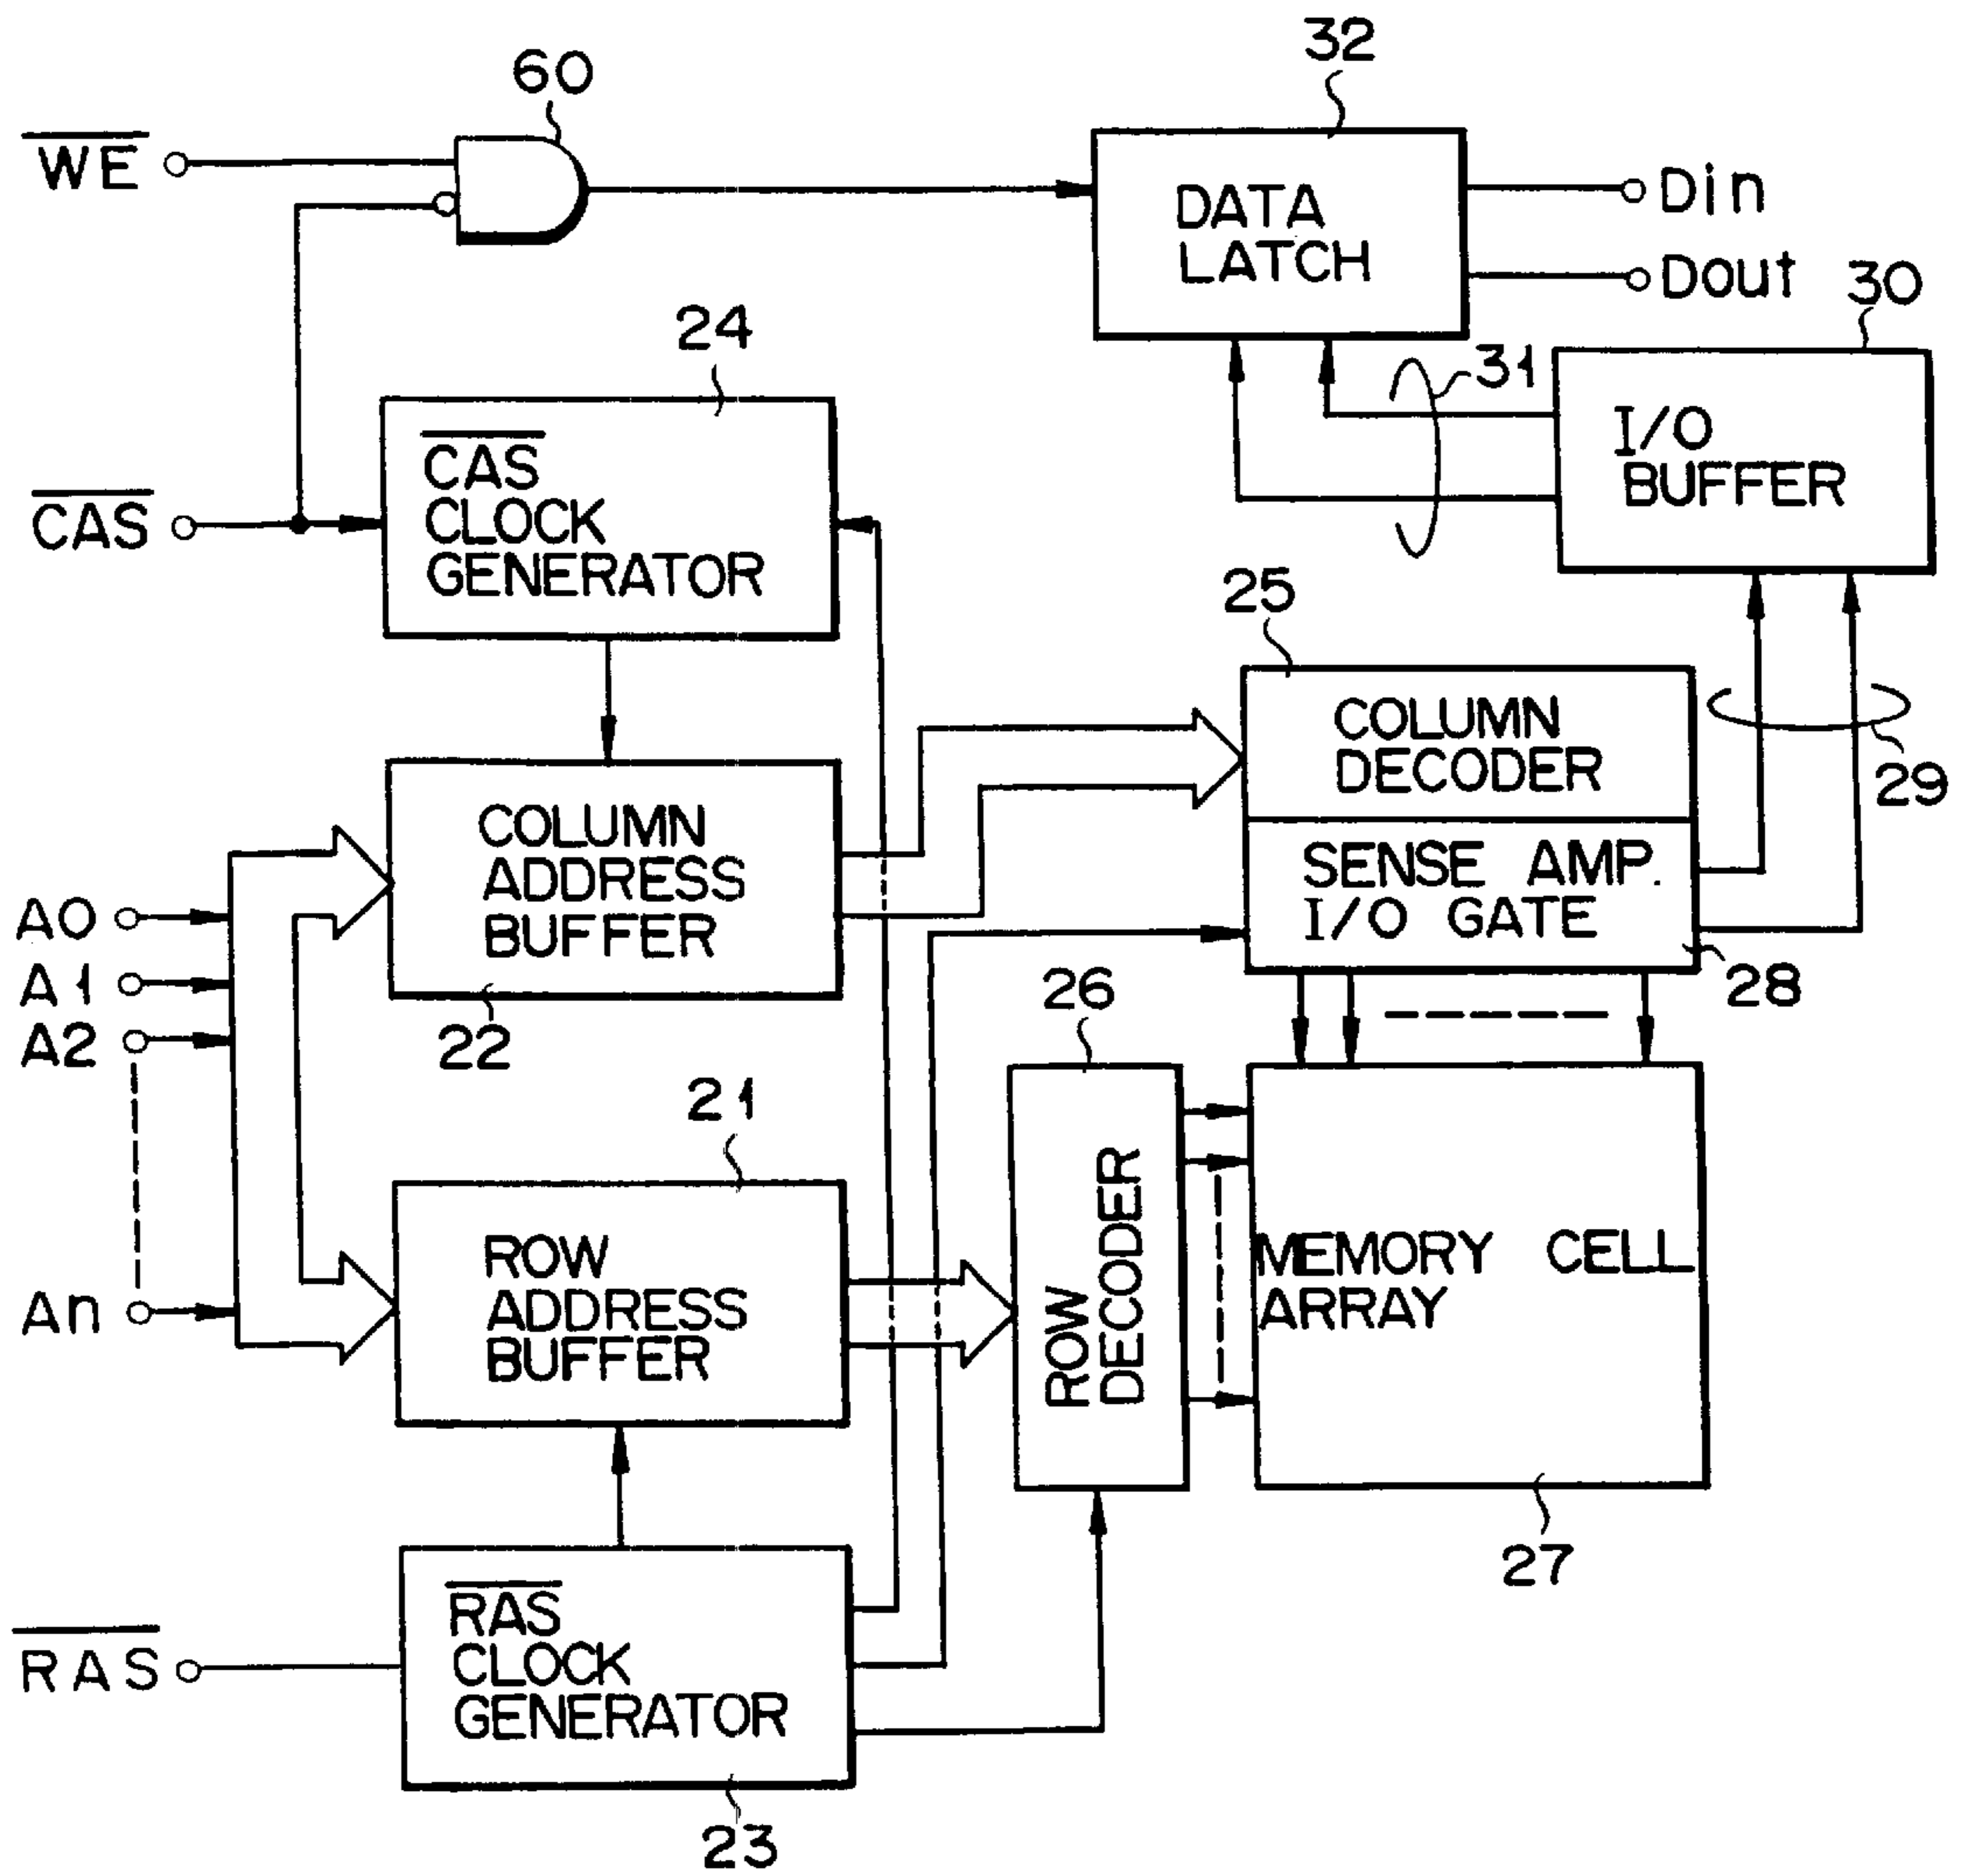 32
60
WE
DATA
LATCH
Din
Dout
30
24
31
I/O
BUFFER
CAS
CAS
CLOCK
GENERATOR
25
COLUMN
DECODER
29
COLUMN
ADDRESS
BUFFER
SENSE AMP.
I/O GATE
A0
A1
A2
An
22
26
28
21
ROW
ADDRESS
BUFFER
ROW
DECODER
MEMORY CELL
ARRAY
27
RAS
RAS
CLOCK
GENERATOR
23